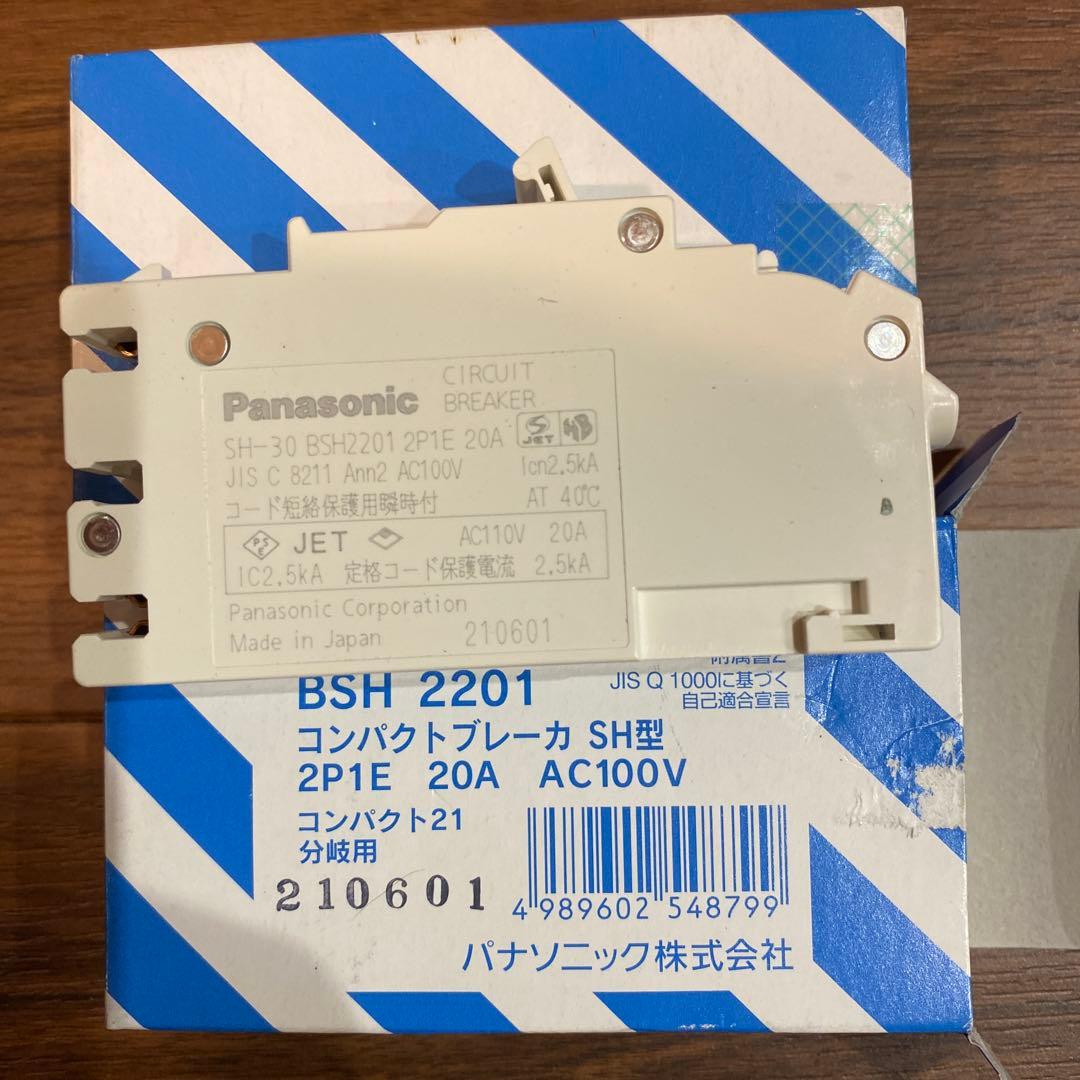 CIRCUIT
Panasonic BREAKER
SH-30 BSH2201 2P1E 20A JET
JIS C 8211 Ann2 AC100V Icn2.5kA
コード短絡保護用瞬時付 AT 40℃
PSE JET AC110V 20A
IC2.5kA 定格コード保護電流 2.5kA
Panasonic Corporation
Made in Japan 210601
附属書2
BSH 2201 JIS Q 1000に基づく
自己適合宣言
コンパクトブレーカ SH型
2P1E 20A AC100V
コンパクト21
分岐用
210601
4 989602 548799
パナソニック株式会社